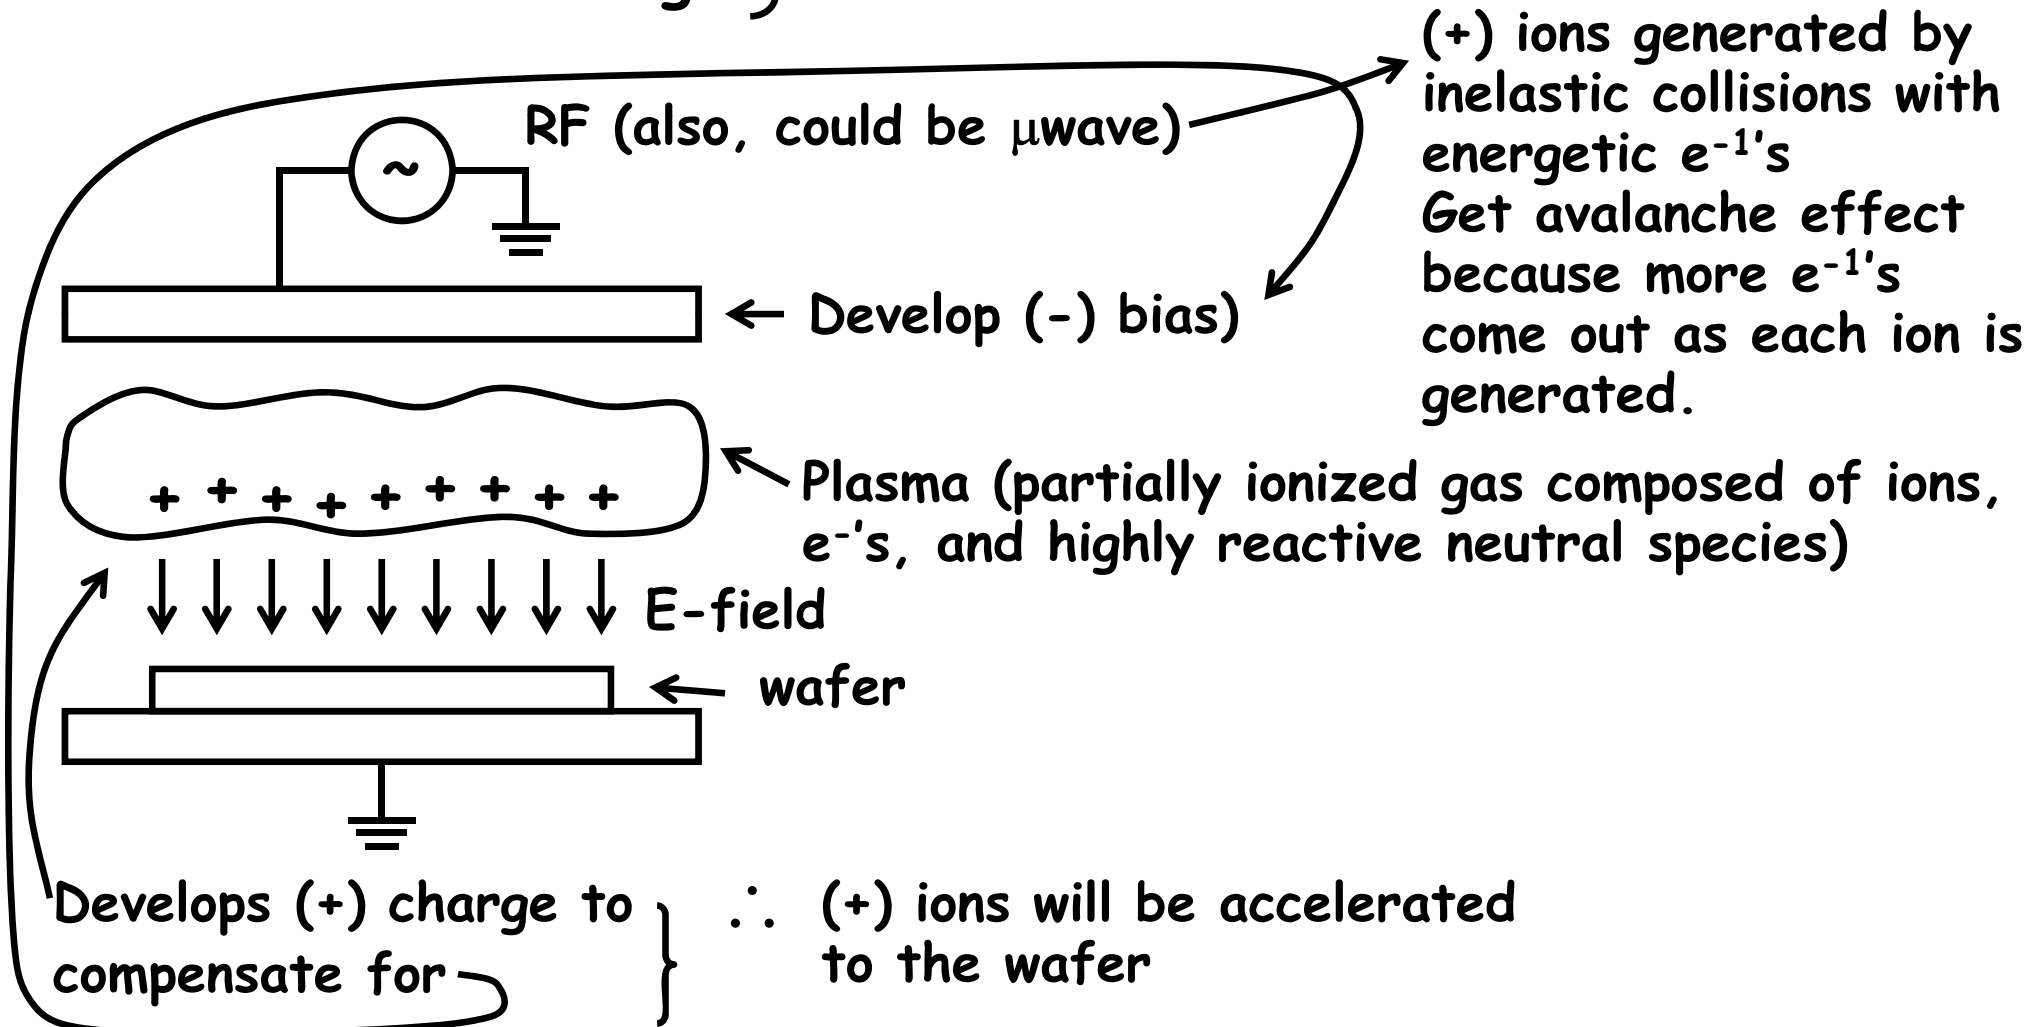 (+) ions generated by
inelastic collisions with
energetic e⁻¹'s
Get avalanche effect
because more e⁻¹'s
come out as each ion is
generated.
RF (also, could be μwave)
~
Develop (-) bias)
Plasma (partially ionized gas composed of ions,
e⁻'s, and highly reactive neutral species)
+ + + + + + + + +
E-field
wafer
Develops (+) charge to
compensate for
∴ (+) ions will be accelerated
to the wafer